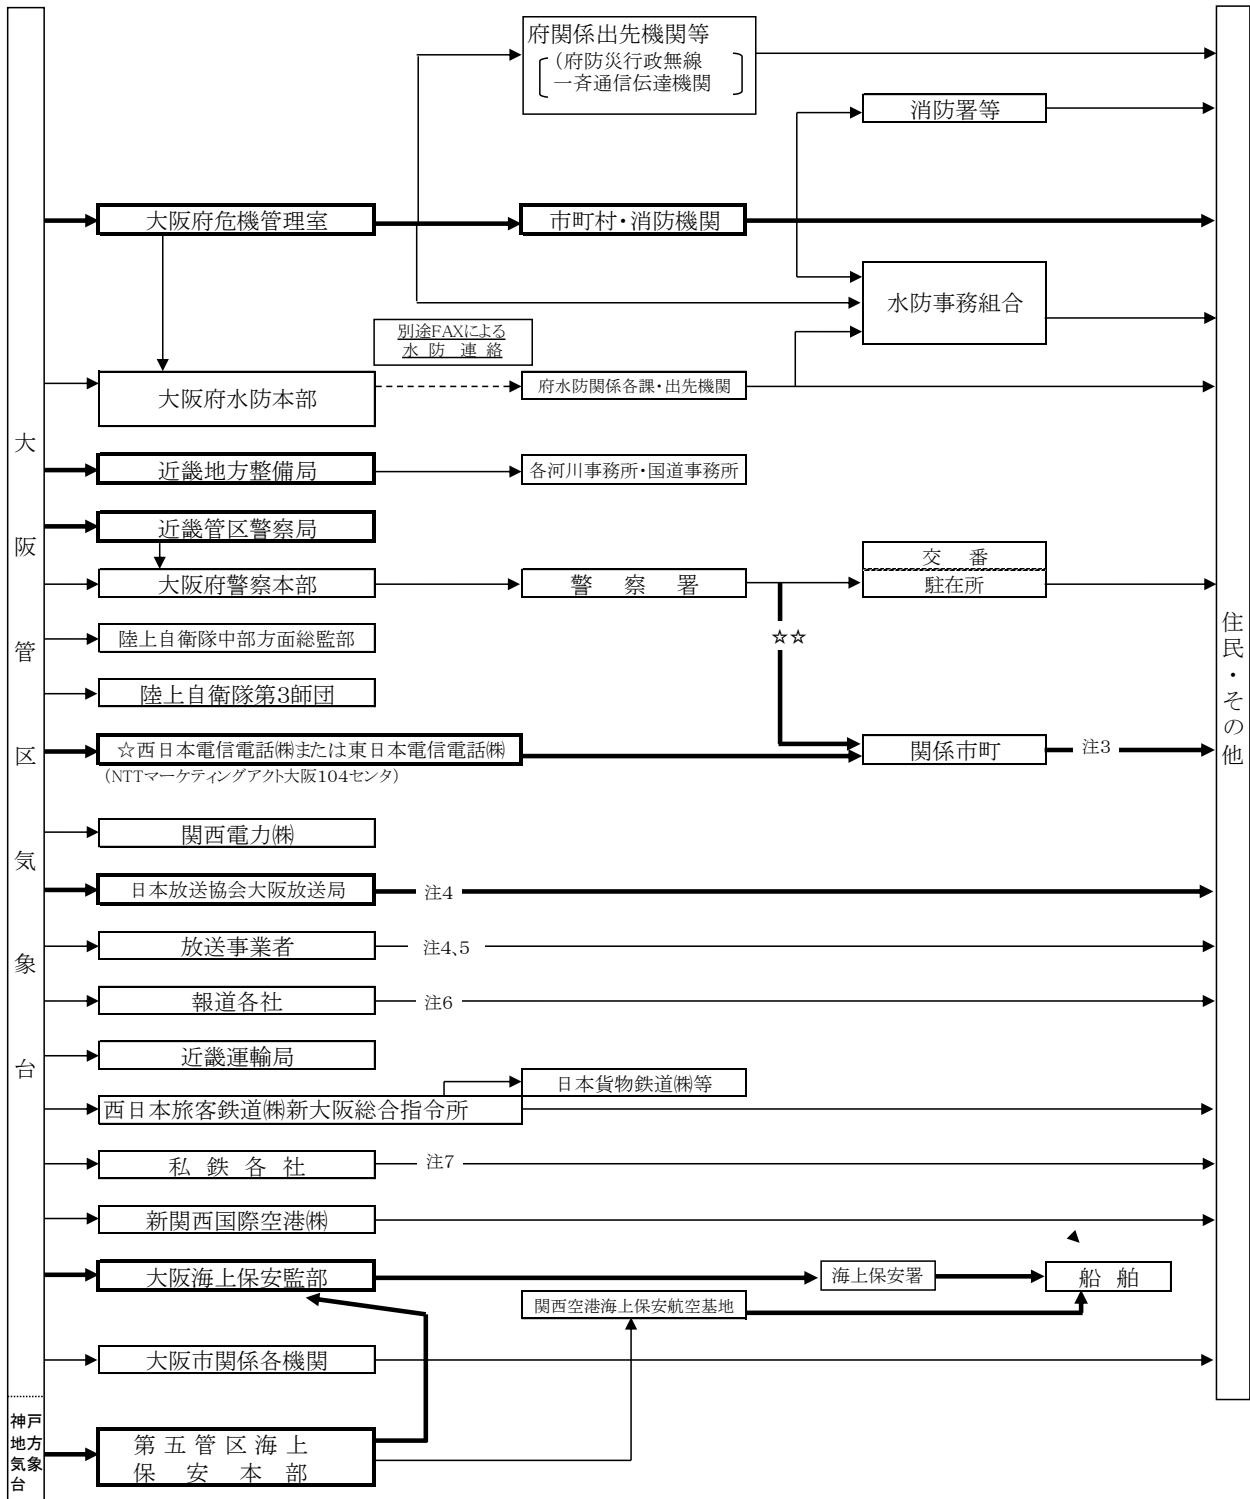 府関係出先機関等
（府防災行政無線
一斉通信伝達機関
消防署等
大阪府危機管理室
市町村・消防機関
水防事務組合
別途FAXによる
水 防 連 絡
大阪府水防本部
府水防関係各課・出先機関
近畿地方整備局
各河川事務所・国道事務所
近畿管区警察局
大阪府警察本部
警 察 署
交 番
駐在所
☆☆
陸上自衛隊中部方面総監部
陸上自衛隊第3師団
☆西日本電信電話㈱または東日本電信電話㈱
（NTTマーケティングアクト大阪104センタ）
関係市町
注3
関西電力㈱
日本放送協会大阪放送局
注4
放送事業者
注4、5
報道各社
注6
近畿運輸局
日本貨物鉄道㈱等
西日本旅客鉄道㈱新大阪総合指令所
私 鉄 各 社
注7
新関西国際空港㈱
大阪海上保安監部
海上保安署
船 舶
関西空港海上保安航空基地
大阪市関係各機関
第 五 管 区 海 上
保 安 本 部
大阪管区気象台
神戸
地方
気象
台
住民・その他